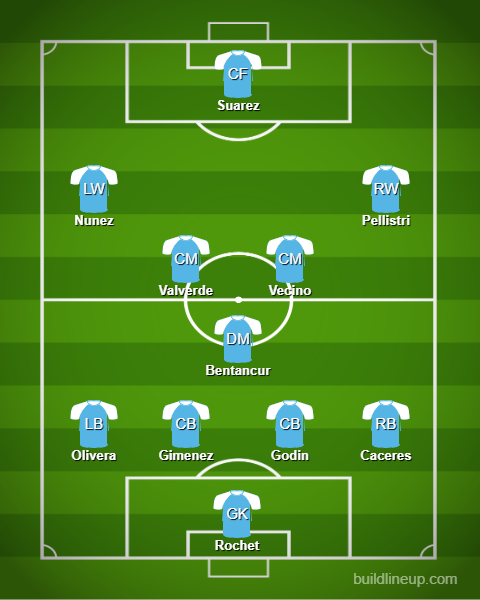 CF
Suarez
LW
Nunez
RW
Pellistri
CM
Valverde
CM
Vecino
DM
Bentancur
LB
Olivera
CB
Gimenez
CB
Godin
RB
Caceres
GK
Rochet
buildlineup.com